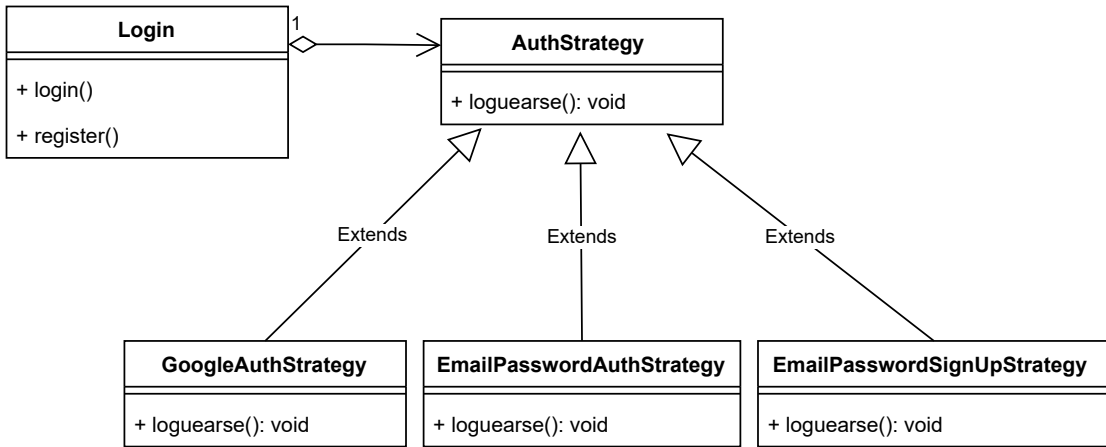 Login
+ login()
+ register()
1
AuthStrategy
+ loguearse(): void
Extends
Extends
Extends
GoogleAuthStrategy
+ loguearse(): void
EmailPasswordAuthStrategy
+ loguearse(): void
EmailPasswordSignUpStrategy
+ loguearse(): void